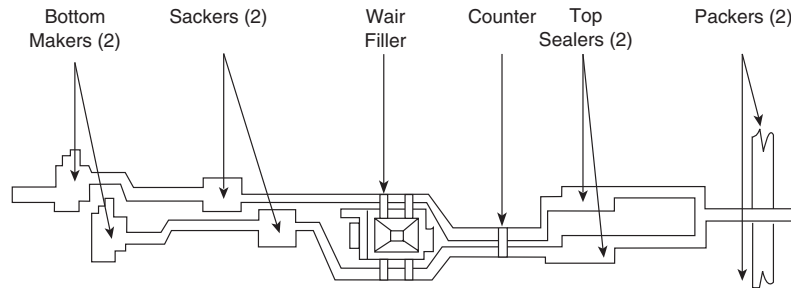 Bottom
Makers (2)
Sackers (2)
Wair
Filler
Counter
Top
Sealers (2)
Packers (2)